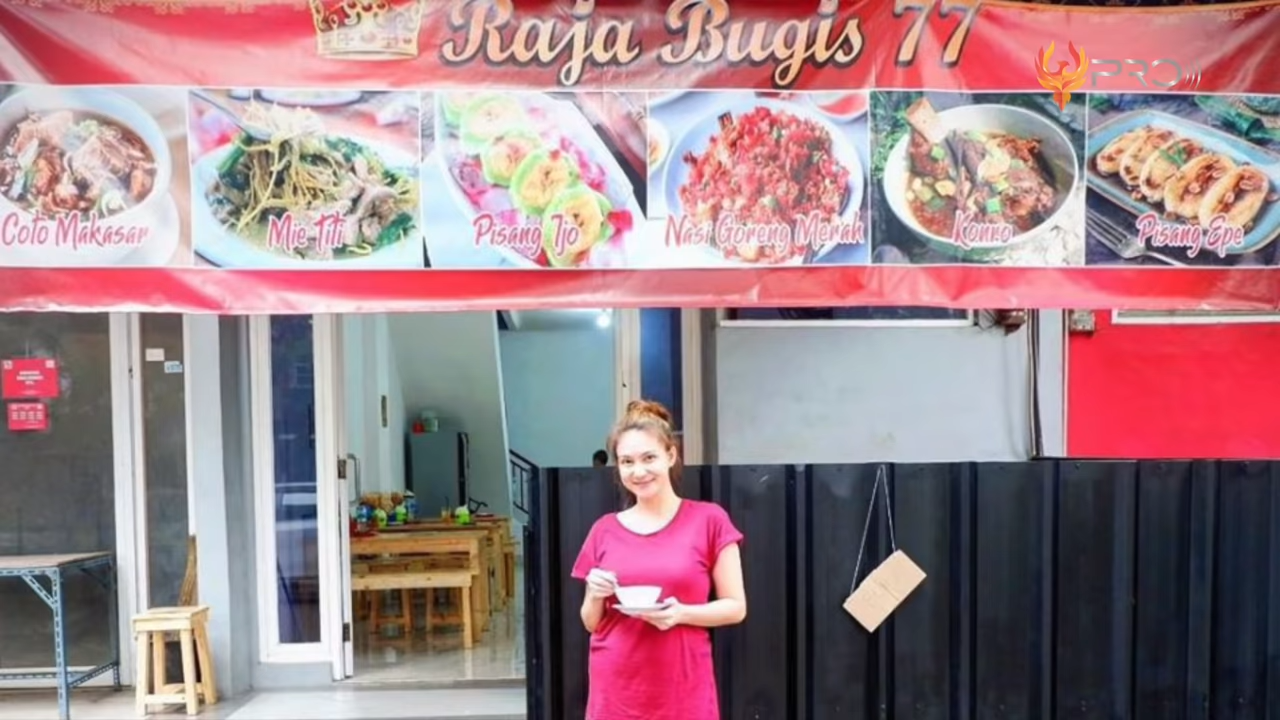 Raja Bugis 77
PRO
Coto Makasar
Mie Titi
Pisang Ijo
Nasi Goreng Merah
Konro
Pisang Epe